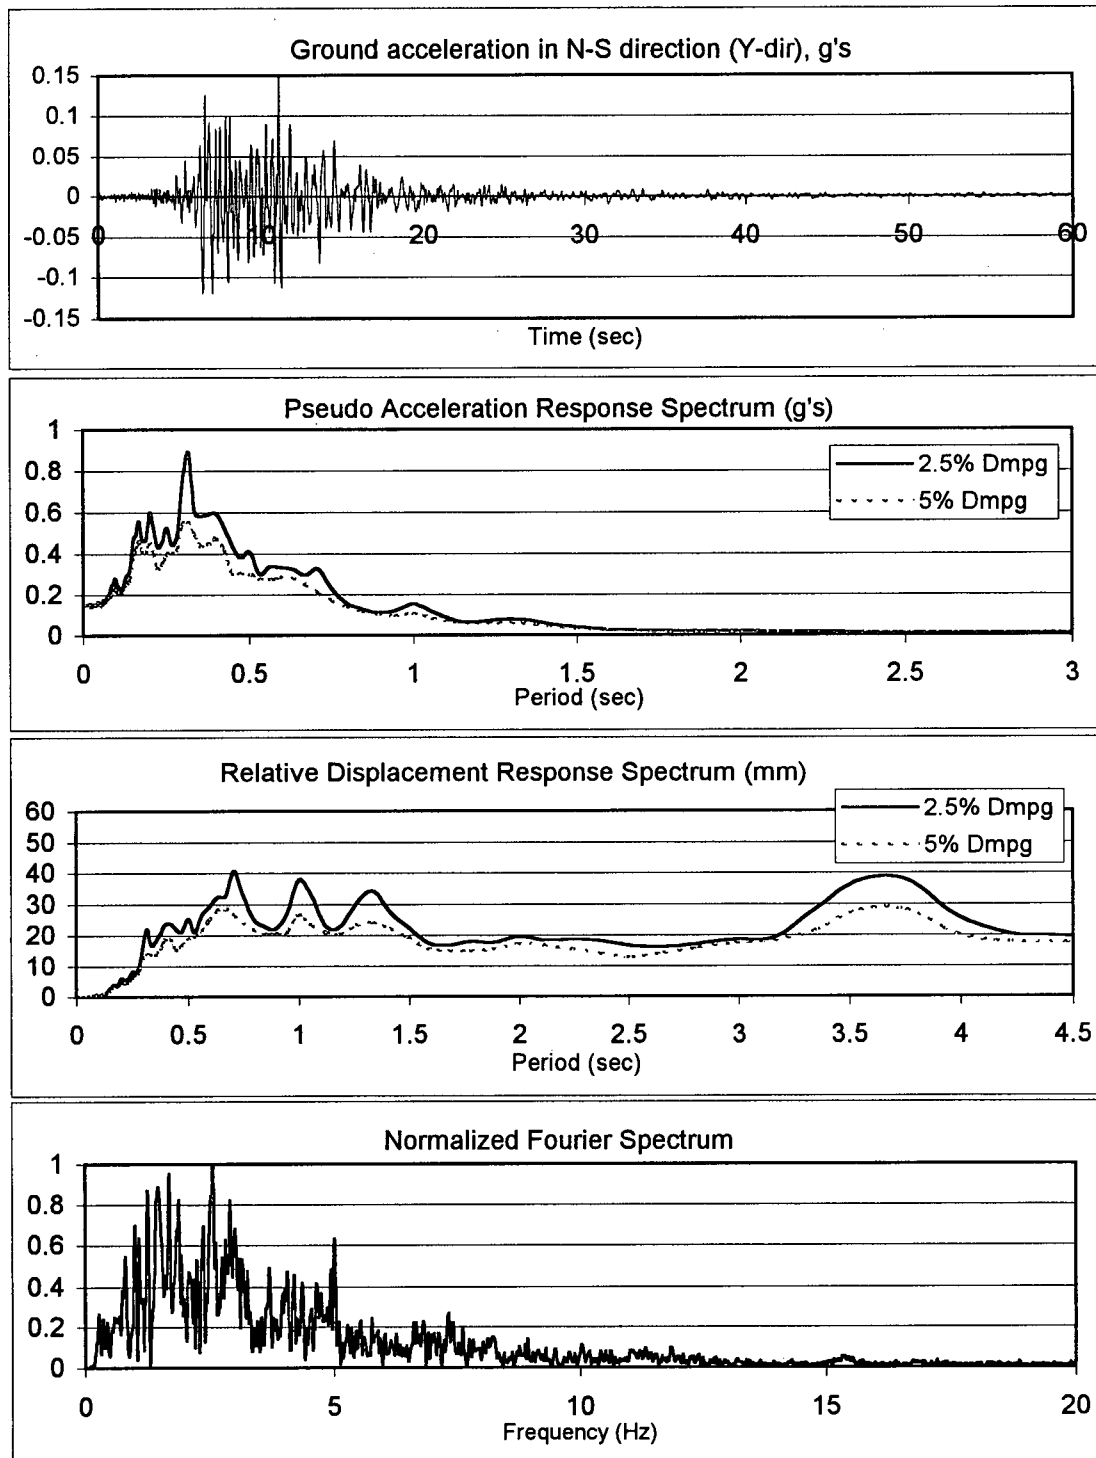 Ground acceleration in N-S direction (Y-dir), g's
0.15
0.1
0.05
0
-0.05
-0.1
-0.15
0 10 20 30 40 50 60
Time (sec)
Pseudo Acceleration Response Spectrum (g's)
1
0.8
0.6
0.4
0.2
0
2.5% Dmpg
5% Dmpg
0 0.5 1 1.5 2 2.5 3
Period (sec)
Relative Displacement Response Spectrum (mm)
60
50
40
30
20
10
0
2.5% Dmpg
5% Dmpg
0 0.5 1 1.5 2 2.5 3 3.5 4 4.5
Period (sec)
Normalized Fourier Spectrum
1
0.8
0.6
0.4
0.2
0
0 5 10 15 20
Frequency (Hz)